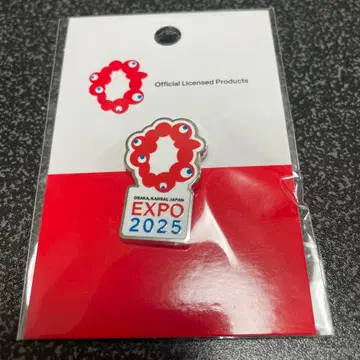 Official Licensed Products
OSAKA, KANSAI, JAPAN
EXPO
2025